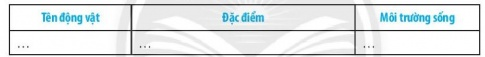 Tên động vật Đặc điểm Môi trường sống
... ... ...